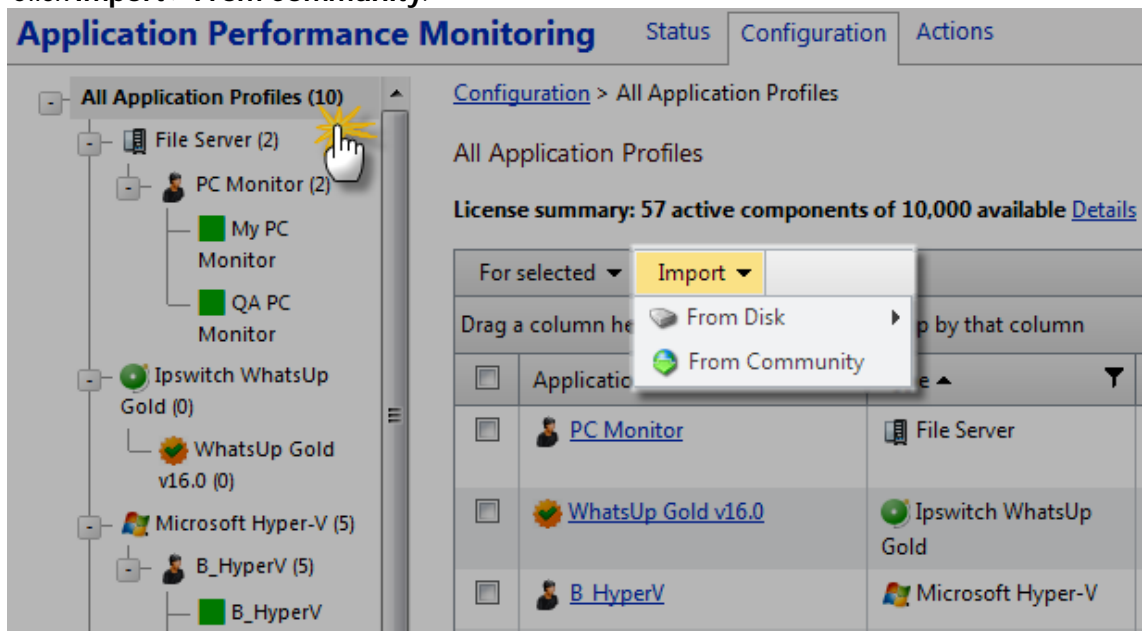 Click Import > From community.
Application Performance Monitoring
Status
Configuration
Actions
All Application Profiles (10)
File Server (2)
PC Monitor (2)
My PC
Monitor
QA PC
Monitor
Ipswitch WhatsUp
Gold (0)
WhatsUp Gold
v16.0 (0)
Microsoft Hyper-V (5)
B_HyperV (5)
B_HyperV
Configuration > All Application Profiles
All Application Profiles
License summary: 57 active components of 10,000 available Details
For selected
Import
From Disk
From Community
Drag a column he
p by that column
Applicatio
e
PC Monitor
File Server
WhatsUp Gold v16.0
Ipswitch WhatsUp
Gold
B_HyperV
Microsoft Hyper-V